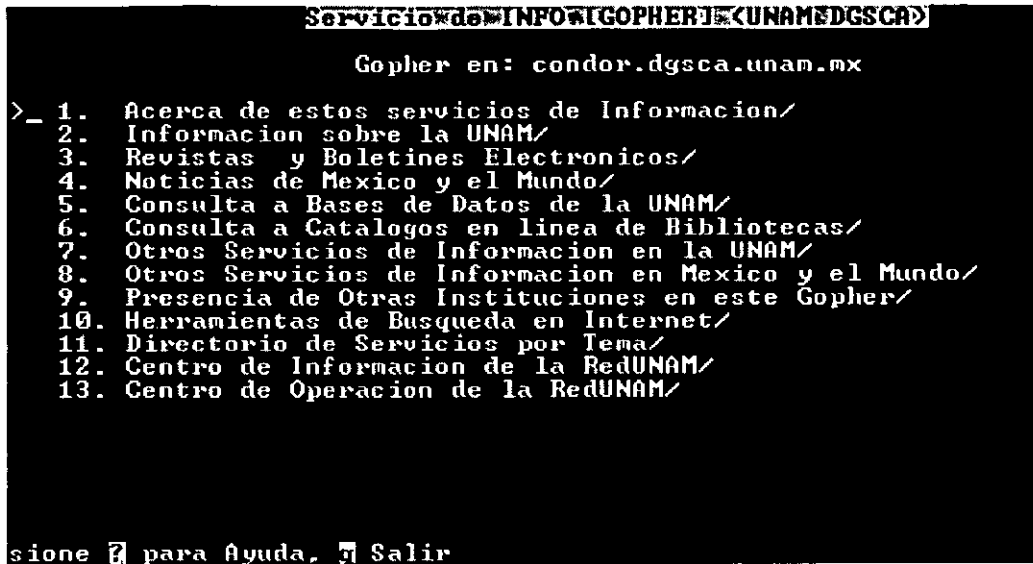 Servicio de INFO [GOPHER] <UNAM&DGSCA>
Gopher en: condor.dgsca.unam.mx
>_ 1. Acerca de estos servicios de Informacion/
2. Informacion sobre la UNAM/
3. Revistas y Boletines Electronicos/
4. Noticias de Mexico y el Mundo/
5. Consulta a Bases de Datos de la UNAM/
6. Consulta a Catalogos en linea de Bibliotecas/
7. Otros Servicios de Informacion en la UNAM/
8. Otros Servicios de Informacion en Mexico y el Mundo/
9. Presencia de Otras Instituciones en este Gopher/
10. Herramientas de Busqueda en Internet/
11. Directorio de Servicios por Tema/
12. Centro de Informacion de la RedUNAM/
13. Centro de Operacion de la RedUNAM/
sione ? para Ayuda, Salir